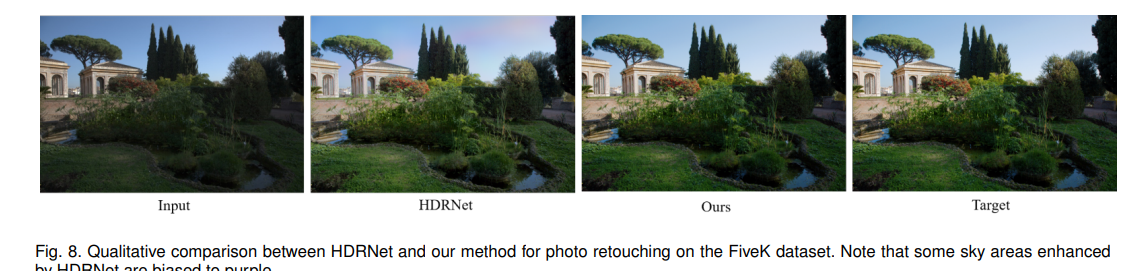 Input HDRNet Ours Target
Fig. 8. Qualitative comparison between HDRNet and our method for photo retouching on the FiveK dataset. Note that some sky areas enhanced
by HDRNet are biased to purple.